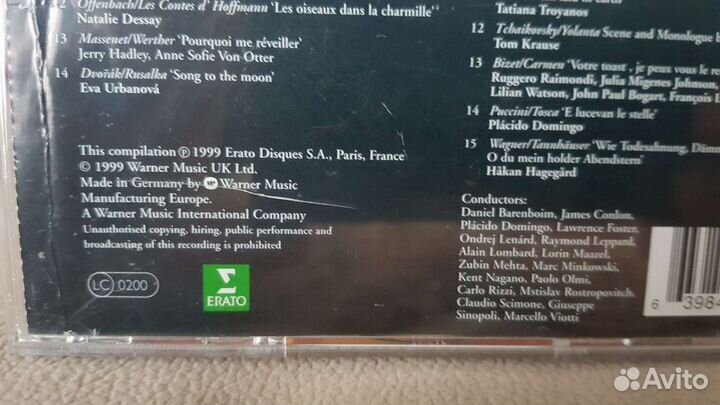 12 Offenbach/Les Contes d' Hoffmann 'Les oiseaux dans la charmille'
Natalie Dessay
13 Massenet/Werther 'Pourquoi me réveiller'
Jerry Hadley, Anne Sofie Von Otter
14 Dvořák/Rusalka 'Song to the moon'
Eva Urbanová
This compilation Ⓟ 1999 Erato Disques S.A., Paris, France
© 1999 Warner Music UK Ltd.
Made in Germany by Warner Music
Manufacturing Europe.
A Warner Music International Company
Unauthorised copying, hiring, public performance and
broadcasting of this recording is prohibited
LC 0200
ERATO
Tatiana Troyanos
12 Tchaikovsky/Yolanta Scene and Monologue
Tom Krause
13 Bizet/Carmen 'Votre toast, je peux vous le
Ruggero Raimondi, Julia Migenes Johnson,
Lilian Watson, John Paul Bogart, François
14 Puccini/Tosca 'E lucevan le stelle'
Plácido Domingo
15 Wagner/Tannhäuser 'Wie Todesahnung,
O du mein holder Abendstern'
Håkan Hagegård
Conductors:
Daniel Barenboim, James Conlon,
Plácido Domingo, Lawrence Foster,
Ondrej Lenárd, Raymond Leppard,
Alain Lombard, Lorin Maazel,
Zubin Mehta, Marc Minkowski,
Kent Nagano, Paolo Olmi,
Carlo Rizzi, Mstislav Rostropovitch,
Claudio Scimone, Giuseppe
Sinopoli, Marcello Viotti
6 398
Avito